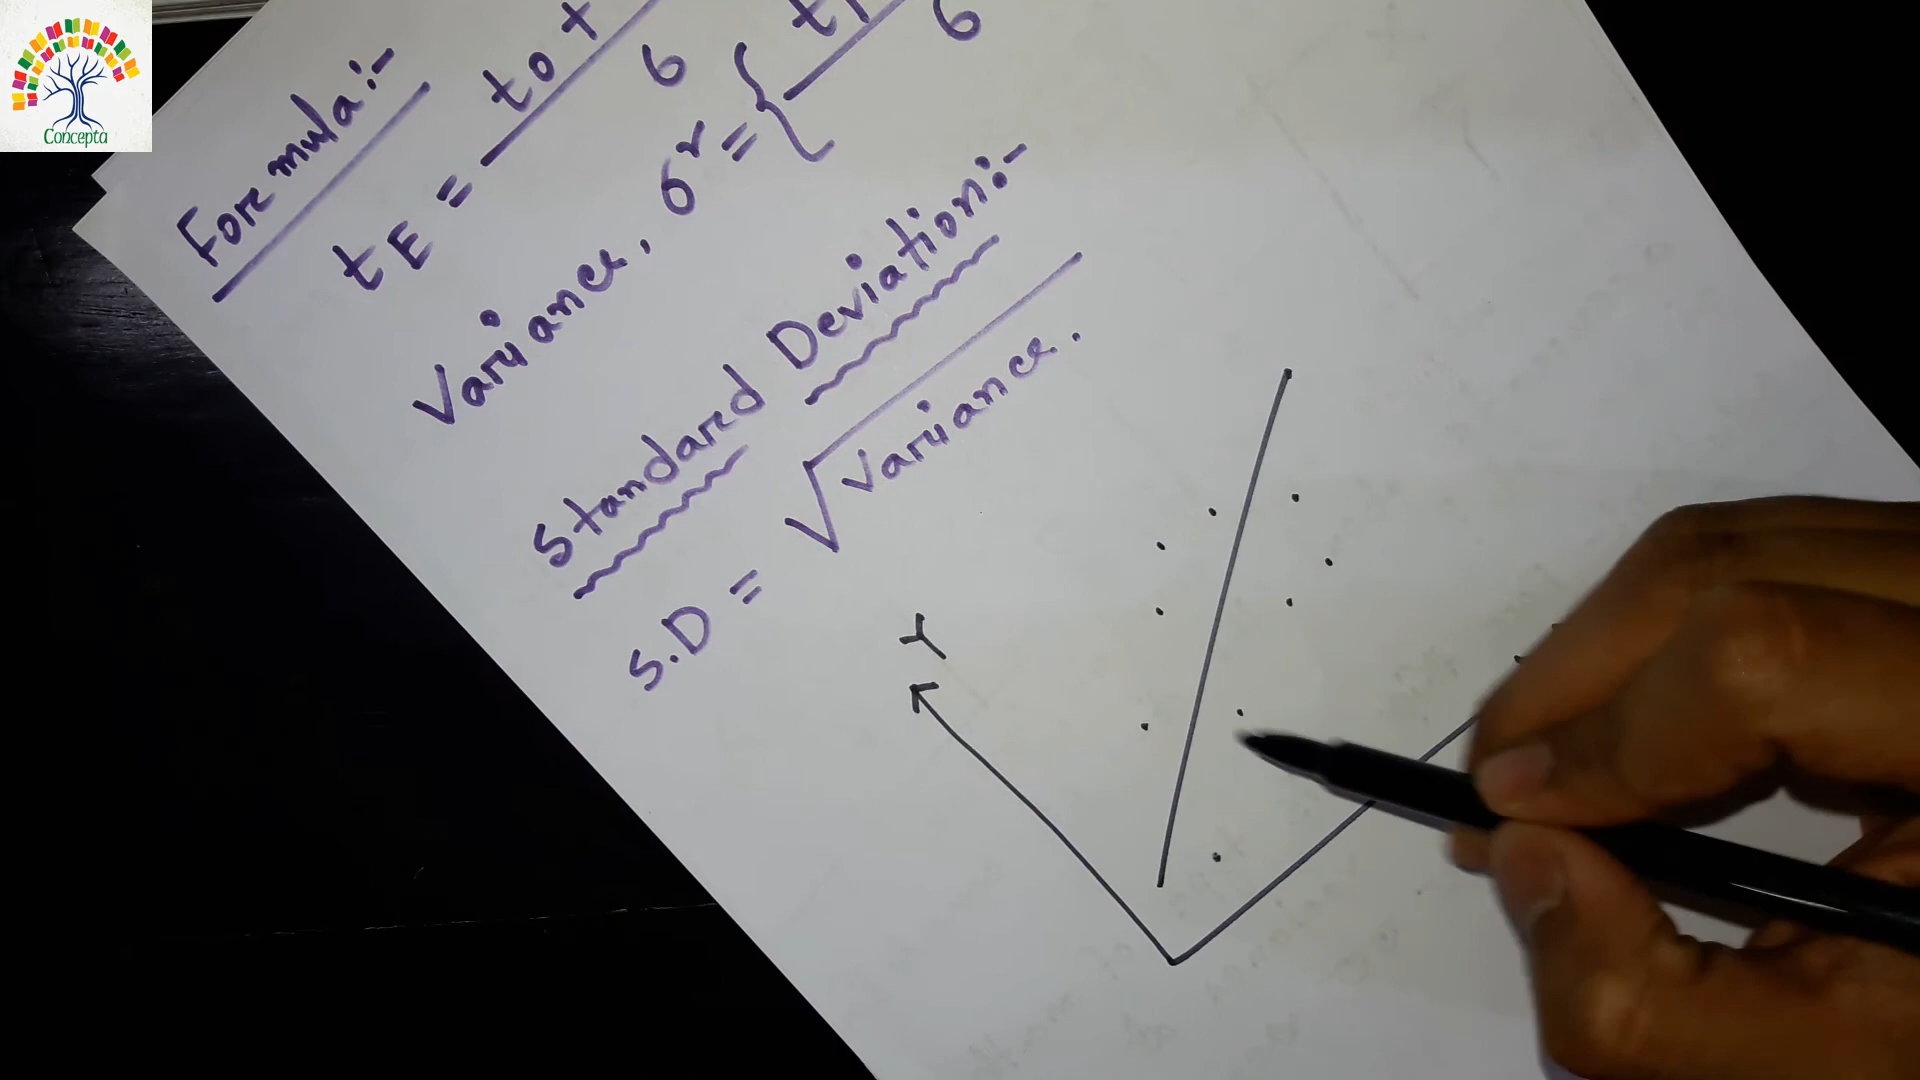 Concepta
Formula:-
tE = to +
6
Variance, σ² = {
6
Standard Deviation:-
S.D = √Variance.
Y